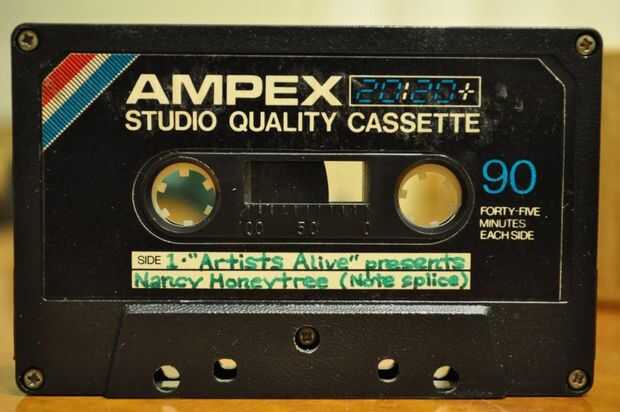 AMPEX 20|20+
STUDIO QUALITY CASSETTE
90
FORTY-FIVE
MINUTES
EACH SIDE
100 50 0
SIDE 1. "Artists Alive" presents
Nancy Honeytree (Note splice)